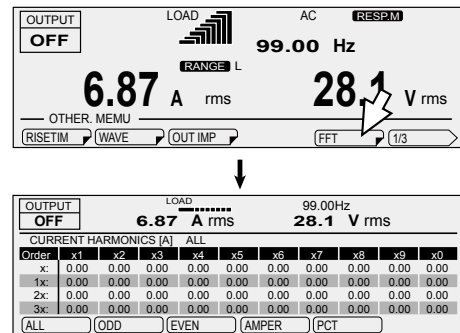 OUTPUT LOAD AC RESP.M
OFF 99.00 Hz
RANGE L
6.87 A rms 28.1 V rms
OTHER. MEMU
RISETIM WAVE OUT IMP FFT 1/3
OUTPUT LOAD 99.00Hz
OFF 6.87 A rms 28.1 V rms
CURRENT HARMONICS [A] ALL
Order x1 x2 x3 x4 x5 x6 x7 x8 x9 x0
x: 0.00 0.00 0.00 0.00 0.00 0.00 0.00 0.00 0.00 0.00
1x: 0.00 0.00 0.00 0.00 0.00 0.00 0.00 0.00 0.00 0.00
2x: 0.00 0.00 0.00 0.00 0.00 0.00 0.00 0.00 0.00 0.00
3x: 0.00 0.00 0.00 0.00 0.00 0.00 0.00 0.00 0.00 0.00
ALL ODD EVEN AMPER PCT